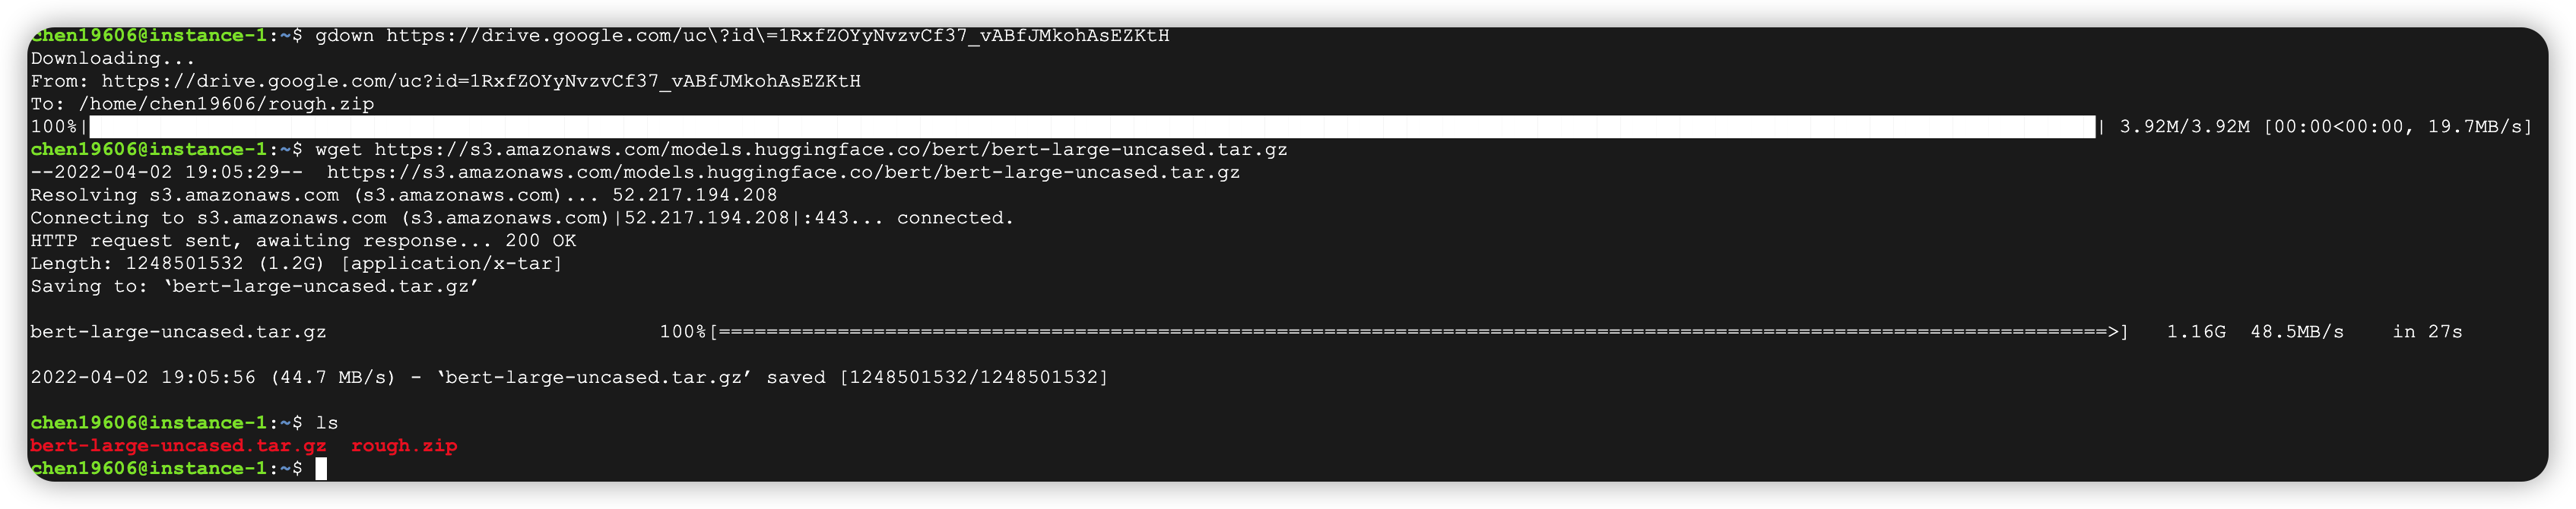 chen19606@instance-1:~$ gdown https://drive.google.com/uc\?id\=1RxfZOYyNvzvCf37_vABfJMkohAsEZKtH
Downloading...
From: https://drive.google.com/uc?id=1RxfZOYyNvzvCf37_vABfJMkohAsEZKtH
To: /home/chen19606/rough.zip
100%|██████████| 3.92M/3.92M [00:00<00:00, 19.7MB/s]
chen19606@instance-1:~$ wget https://s3.amazonaws.com/models.huggingface.co/bert/bert-large-uncased.tar.gz
--2022-04-02 19:05:29--  https://s3.amazonaws.com/models.huggingface.co/bert/bert-large-uncased.tar.gz
Resolving s3.amazonaws.com (s3.amazonaws.com)... 52.217.194.208
Connecting to s3.amazonaws.com (s3.amazonaws.com)|52.217.194.208|:443... connected.
HTTP request sent, awaiting response... 200 OK
Length: 1248501532 (1.2G) [application/x-tar]
Saving to: ‘bert-large-uncased.tar.gz’
bert-large-uncased.tar.gz 100%[=====================================================================================================================>] 1.16G 48.5MB/s in 27s
2022-04-02 19:05:56 (44.7 MB/s) - ‘bert-large-uncased.tar.gz’ saved [1248501532/1248501532]
chen19606@instance-1:~$ ls
bert-large-uncased.tar.gz  rough.zip
chen19606@instance-1:~$